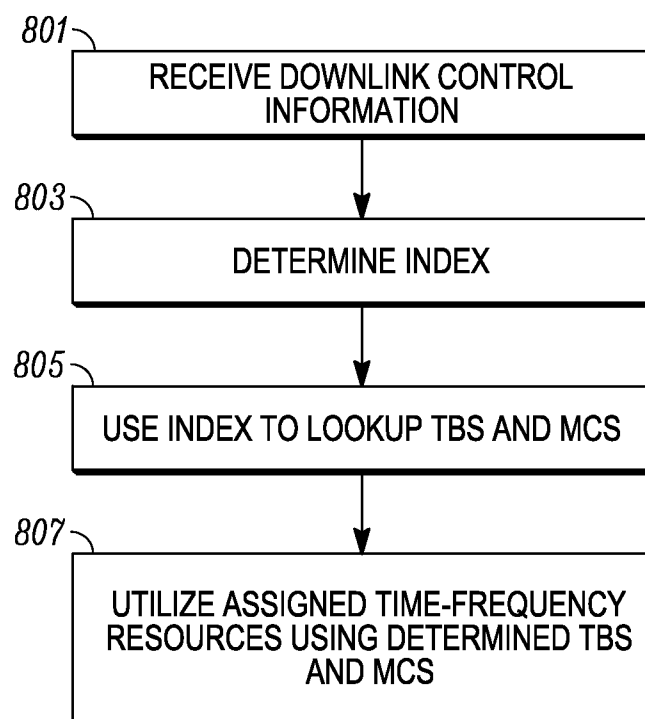 801
RECEIVE DOWNLINK CONTROL
INFORMATION
803
DETERMINE INDEX
805
USE INDEX TO LOOKUP TBS AND MCS
807
UTILIZE ASSIGNED TIME-FREQUENCY
RESOURCES USING DETERMINED TBS
AND MCS